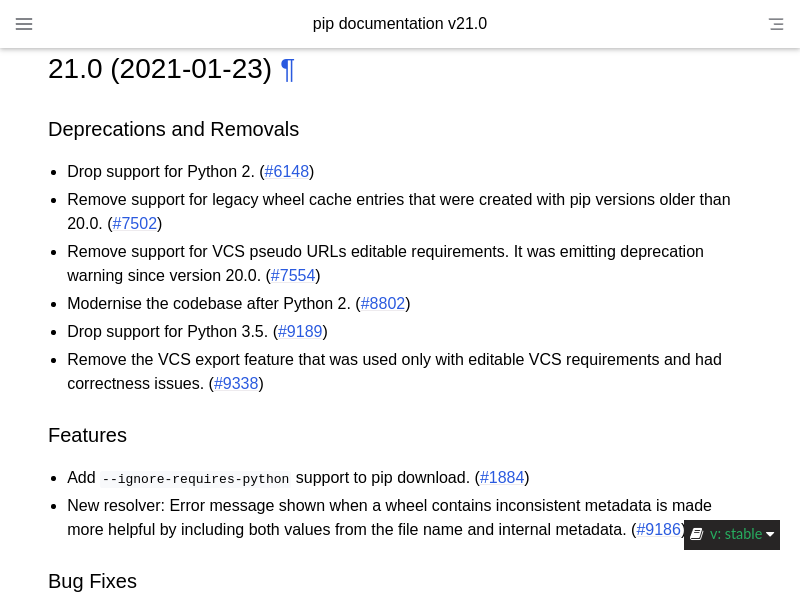 pip documentation v21.0
21.0 (2021-01-23) ¶
Deprecations and Removals
Drop support for Python 2. (#6148)
Remove support for legacy wheel cache entries that were created with pip versions older than
20.0. (#7502)
Remove support for VCS pseudo URLs editable requirements. It was emitting deprecation
warning since version 20.0. (#7554)
Modernise the codebase after Python 2. (#8802)
Drop support for Python 3.5. (#9189)
Remove the VCS export feature that was used only with editable VCS requirements and had
correctness issues. (#9338)
Features
Add --ignore-requires-python support to pip download. (#1884)
New resolver: Error message shown when a wheel contains inconsistent metadata is made
more helpful by including both values from the file name and internal metadata. (#9186)
v: stable
Bug Fixes